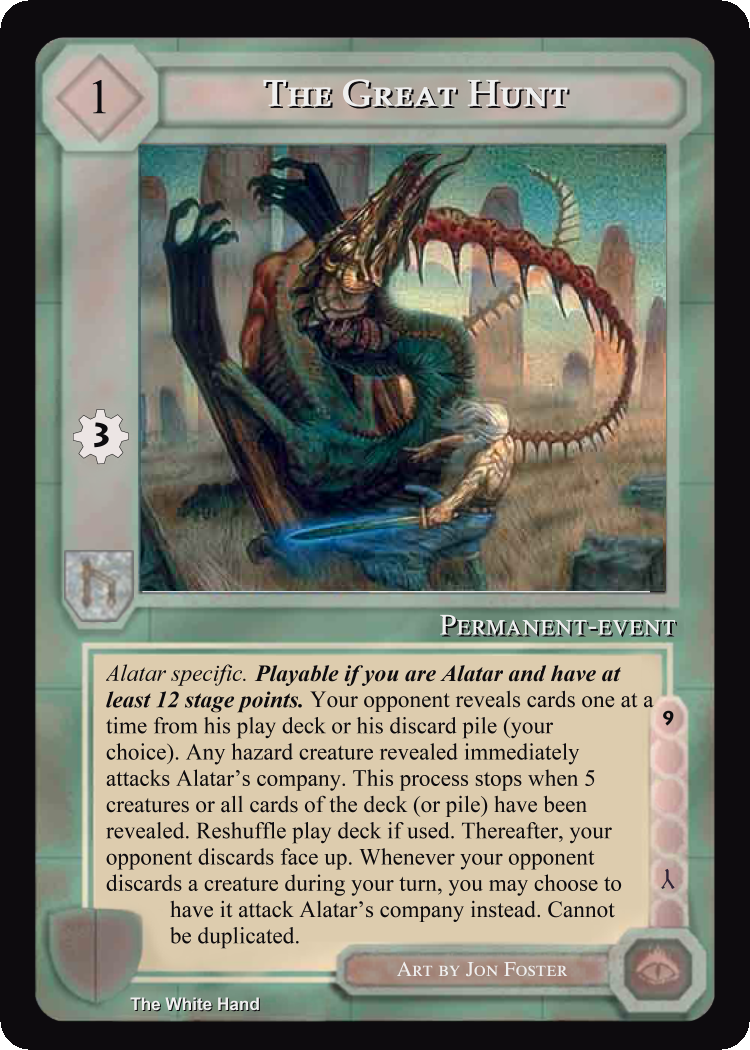 1
The Great Hunt
3
Permanent-event
Alatar specific. Playable if you are Alatar and have at
least 12 stage points. Your opponent reveals cards one at a
time from his play deck or his discard pile (your
choice). Any hazard creature revealed immediately
attacks Alatar's company. This process stops when 5
creatures or all cards of the deck (or pile) have been
revealed. Reshuffle play deck if used. Thereafter, your
opponent discards face up. Whenever your opponent
discards a creature during your turn, you may choose to
have it attack Alatar's company instead. Cannot
be duplicated.
9
Art by Jon Foster
The White Hand